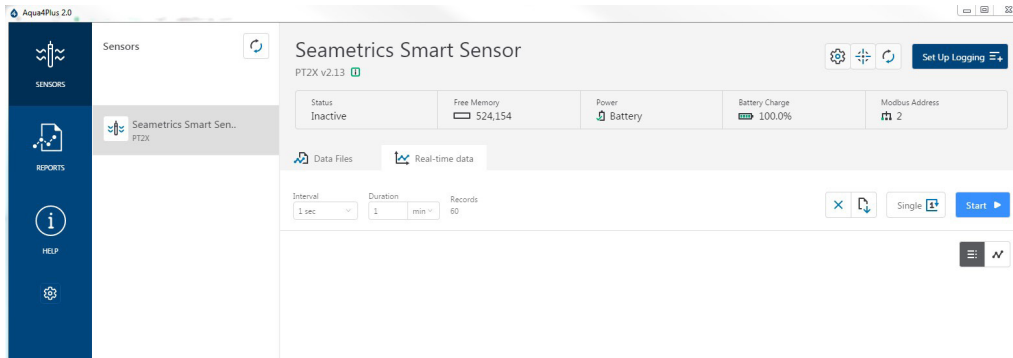 Aqua4Plus 2.0
SENSORS
REPORTS
HELP
Sensors
Seametrics Smart Sen..
PT2X
Seametrics Smart Sensor
PT2X v2.13
Set Up Logging
Status
Inactive
Free Memory
524,154
Power
Battery
Battery Charge
100.0%
Modbus Address
2
Data Files
Real-time data
Interval
1 sec
Duration
1 min
Records
60
Single
Start